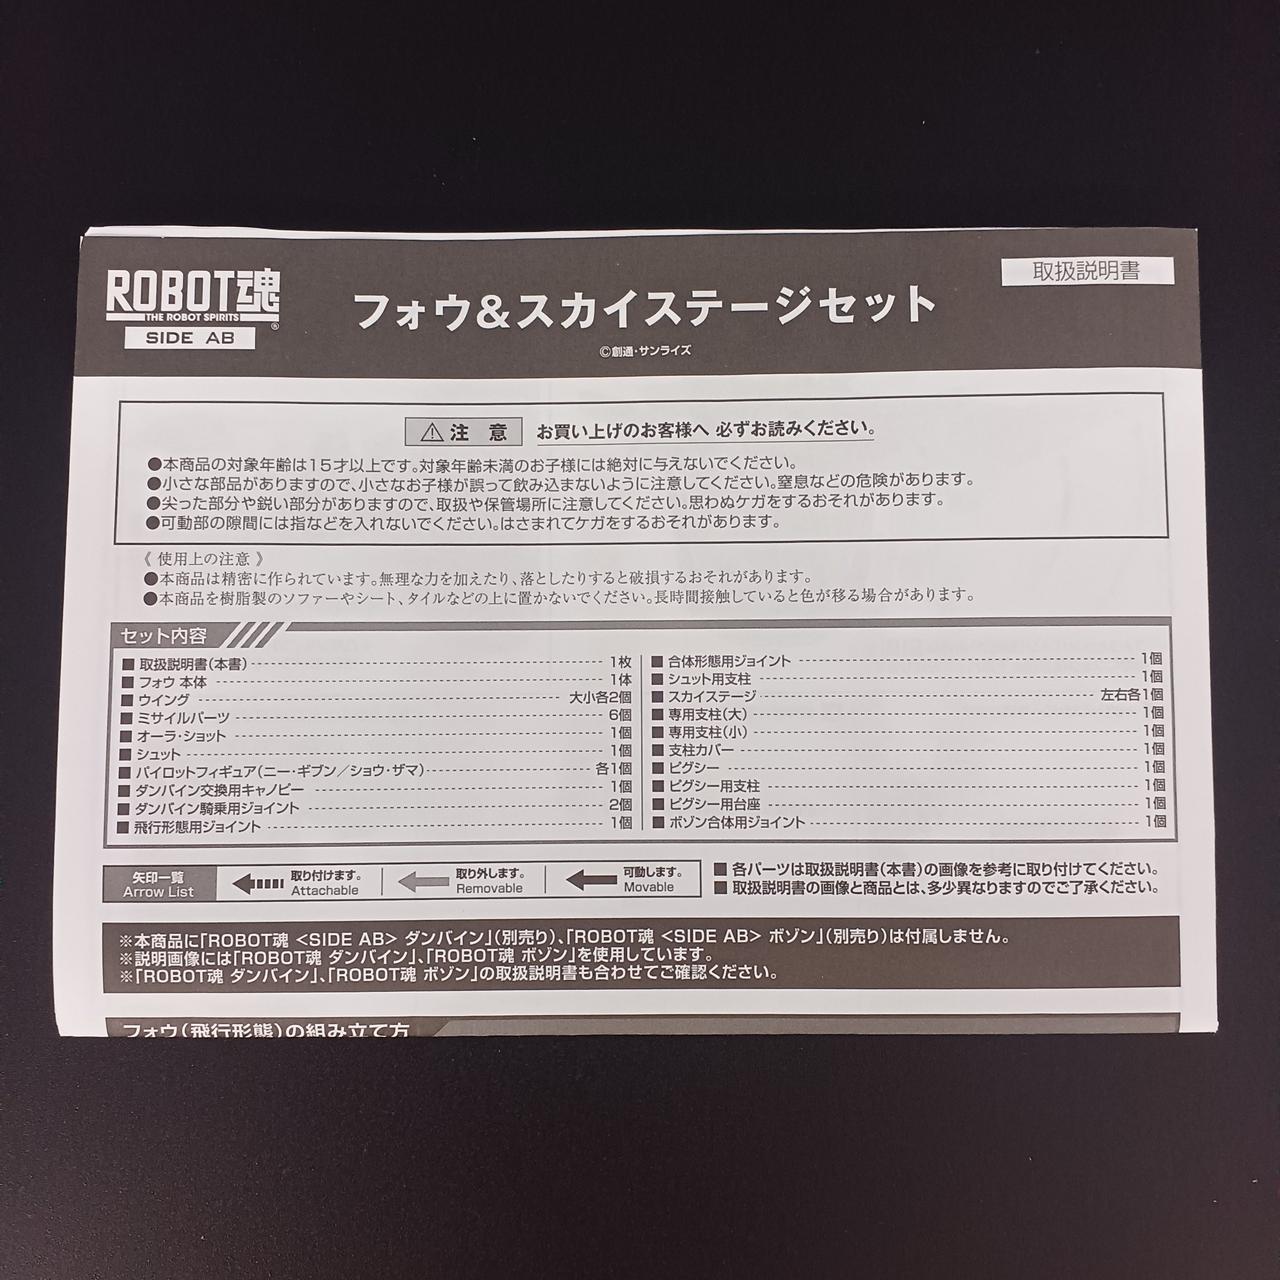 ROBOT魂
THE ROBOT SPIRITS
®
SIDE AB
フォウ&スカイステージセット
©創通・サンライズ
取扱説明書
⚠注 意 お買い上げのお客様へ 必ずお読みください。
●本商品の対象年齢は15才以上です。対象年齢未満のお子様には絶対に与えないでください。
●小さな部品がありますので、小さなお子様が誤って飲み込まないように注意してください。窒息などの危険があります。
●尖った部分や鋭い部分がありますので、取扱や保管場所に注意してください。思わぬケガをするおそれがあります。
●可動部の隙間には指などを入れないでください。はさまれてケガをするおそれがあります。
《 使用上の注意 》
●本商品は精密に作られています。無理な力を加えたり、落としたりすると破損するおそれがあります。
●本商品を樹脂製のソファーやシート、タイルなどの上に置かないでください。長時間接触していると色が移る場合があります。
セット内容
■ 取扱説明書(本書) 1枚
■ フォウ 本体 1体
■ ウイング 大小各2個
■ ミサイルパーツ 6個
■ オーラ・ショット 1個
■ シュット 1個
■ パイロットフィギュア(ニー・ギブン/ショウ・ザマ) 各1個
■ ダンバイン交換用キャノピー 1個
■ ダンバイン騎乗用ジョイント 2個
■ 飛行形態用ジョイント 1個
■ 合体形態用ジョイント 1個
■ シュット用支柱 1個
■ スカイステージ 左右各1個
■ 専用支柱(大) 1個
■ 専用支柱(小) 1個
■ 支柱カバー 1個
■ ピグシー 1個
■ ピグシー用支柱 1個
■ ピグシー用台座 1個
■ ボゾン合体用ジョイント 1個
矢印一覧
Arrow List
取り付けます。
Attachable
取り外します。
Removable
可動します。
Movable
■ 各パーツは取扱説明書(本書)の画像を参考に取り付けてください。
■ 取扱説明書の画像と商品とは、多少異なりますのでご了承ください。
※本商品に「ROBOT魂 <SIDE AB> ダンバイン」(別売り)、「ROBOT魂 <SIDE AB> ボゾン」(別売り)は付属しません。
※説明画像には「ROBOT魂 ダンバイン」、「ROBOT魂 ボゾン」を使用しています。
※「ROBOT魂 ダンバイン」、「ROBOT魂 ボゾン」の取扱説明書も合わせてご確認ください。
フォウ(飛行形態)の組み立て方